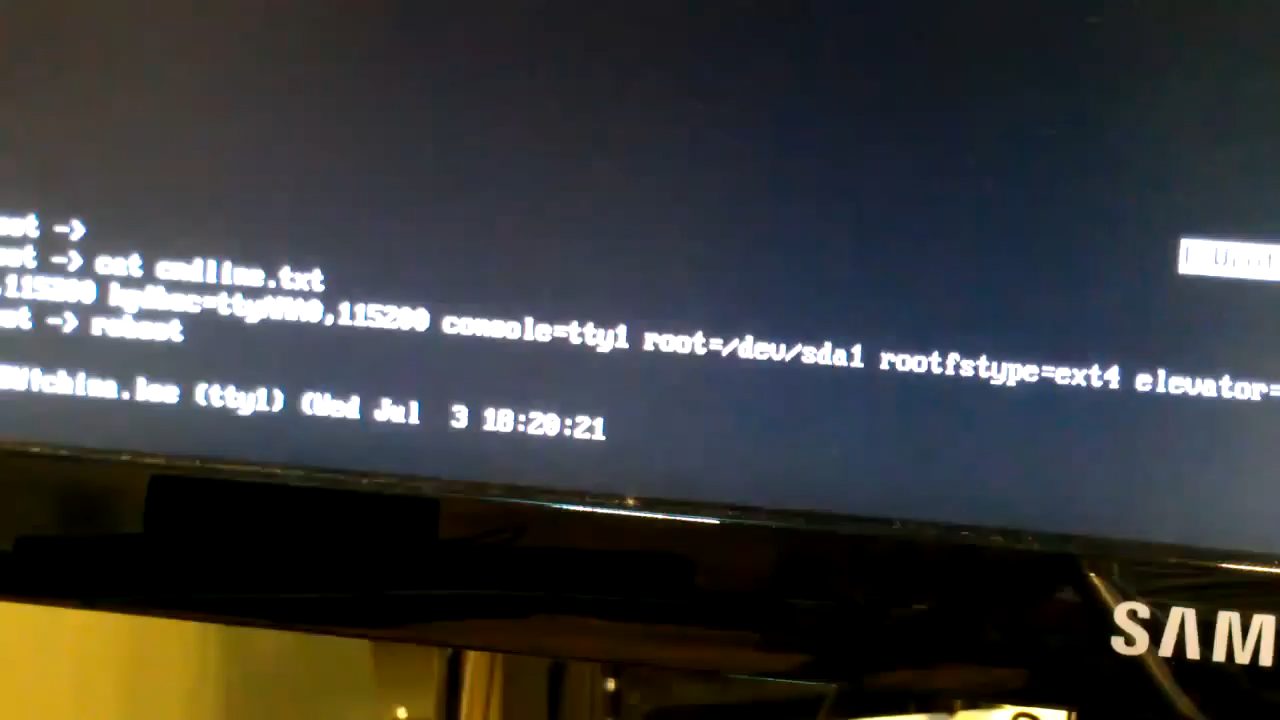 ->
-> cat cmdline.txt
,115200 kgdboc=ttyAMA0,115200 console=tty1 root=/dev/sda1 rootfstype=ext4 elevator=
-> reboot
(tty1) (Wed Jul 3 18:20:21
SAM